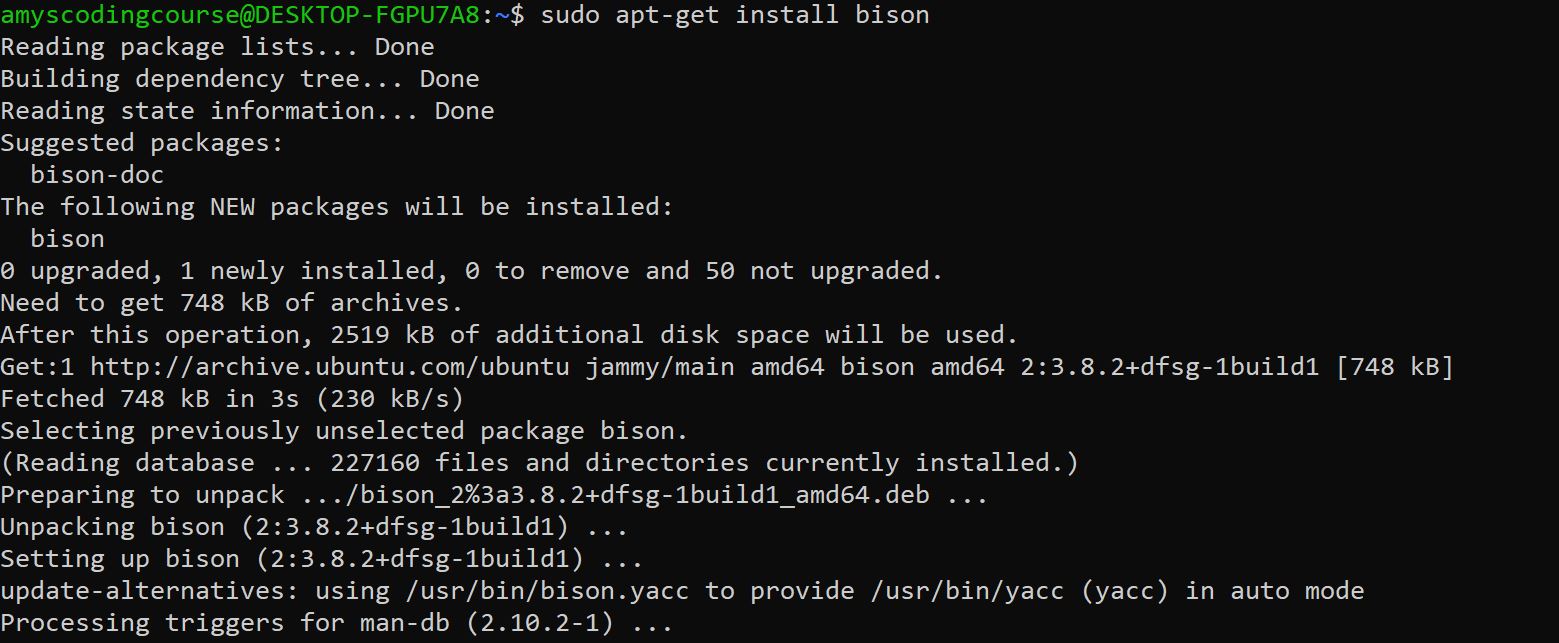 amyscodingcourse@DESKTOP-FGPU7A8:~$ sudo apt-get install bison
Reading package lists... Done
Building dependency tree... Done
Reading state information... Done
Suggested packages:
  bison-doc
The following NEW packages will be installed:
  bison
0 upgraded, 1 newly installed, 0 to remove and 50 not upgraded.
Need to get 748 kB of archives.
After this operation, 2519 kB of additional disk space will be used.
Get:1 http://archive.ubuntu.com/ubuntu jammy/main amd64 bison amd64 2:3.8.2+dfsg-1build1 [748 kB]
Fetched 748 kB in 3s (230 kB/s)
Selecting previously unselected package bison.
(Reading database ... 227160 files and directories currently installed.)
Preparing to unpack .../bison_2%3a3.8.2+dfsg-1build1_amd64.deb ...
Unpacking bison (2:3.8.2+dfsg-1build1) ...
Setting up bison (2:3.8.2+dfsg-1build1) ...
update-alternatives: using /usr/bin/bison.yacc to provide /usr/bin/yacc (yacc) in auto mode
Processing triggers for man-db (2.10.2-1) ...